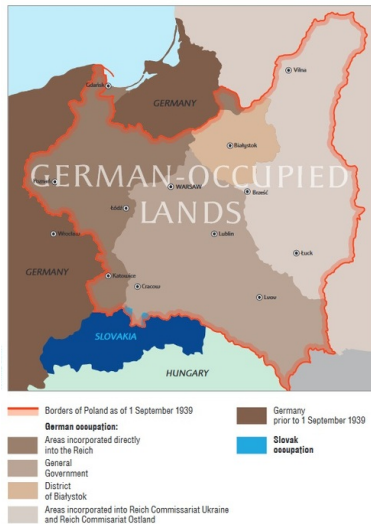 Gdańsk
GERMANY
Vilna
Białystok
GERMAN-OCCUPIED
LANDS
Poznań
WARSAW
Brześć
Łódź
Wrocław
Lublin
Łuck
GERMANY
Katowice
Cracow
Lwow
SLOVAKIA
HUNGARY
Borders of Poland as of 1 September 1939
German occupation:
Areas incorporated directly
into the Reich
General
Government
District
of Białystok
Areas incorporated into Reich Commissariat Ukraine
and Reich Commisariat Ostland
Germany
prior to 1 September 1939
Slovak
occupation